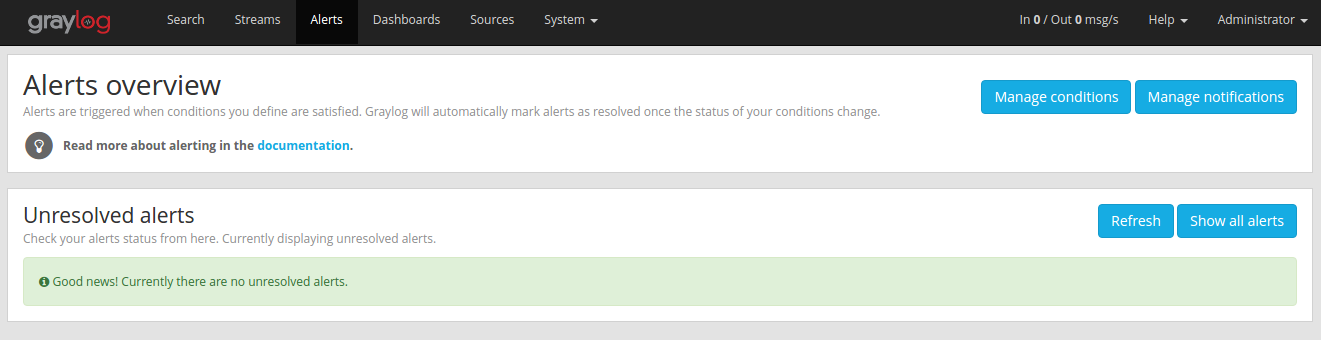 graylog Search Streams Alerts Dashboards Sources System In 0 / Out 0 msg/s Help Administrator
Alerts overview
Manage conditions Manage notifications
Alerts are triggered when conditions you define are satisfied. Graylog will automatically mark alerts as resolved once the status of your conditions change.
Read more about alerting in the documentation.
Unresolved alerts
Refresh Show all alerts
Check your alerts status from here. Currently displaying unresolved alerts.
Good news! Currently there are no unresolved alerts.